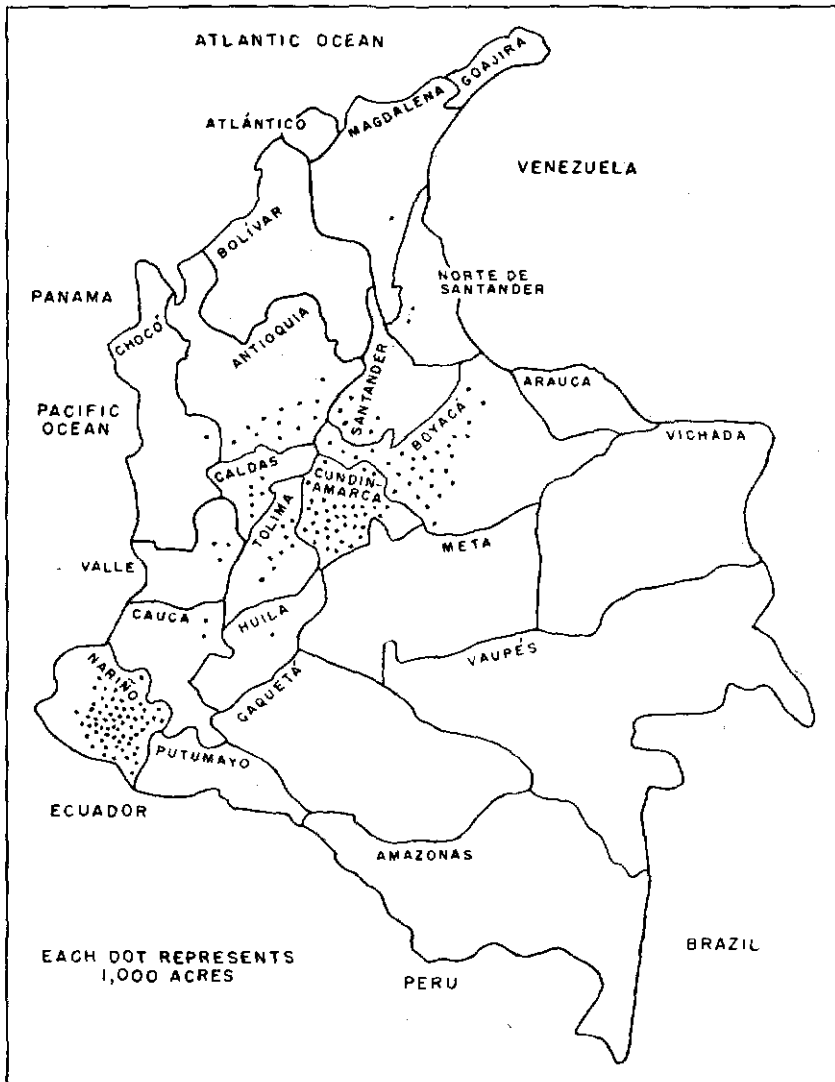 ATLANTIC OCEAN
GOAJIRA
MAGDALENA
ATLÁNTICO
VENEZUELA
BOLÍVAR
NORTE DE
SANTANDER
PANAMA
CHOCÓ
ANTIOQUIA
SANTANDER
ARAUCA
PACIFIC
OCEAN
BOYACÁ
VICHADA
CALDAS
CUNDIN-
AMARCA
TOLIMA
META
VALLE
CAUCA
HUILA
VAUPÉS
NARIÑO
CAQUETÁ
PUTUMAYO
ECUADOR
AMAZONAS
EACH DOT REPRESENTS
1,000 ACRES
BRAZIL
PERU